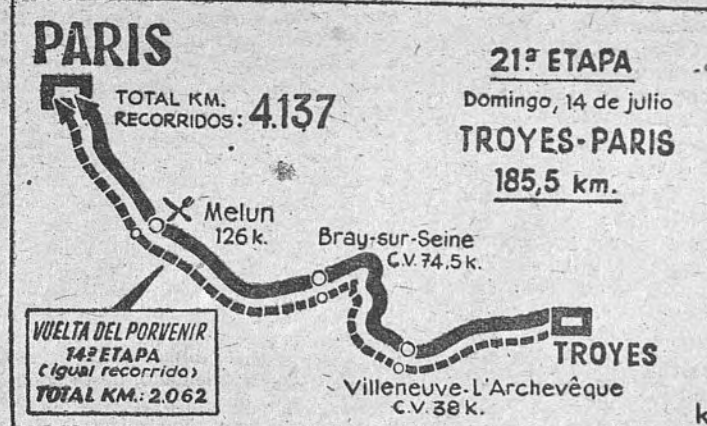 PARIS
TOTAL KM.
RECORRIDOS: 4.137
21ª ETAPA
Domingo, 14 de julio
TROYES-PARIS
185,5 km.
Melun
126 k.
Bray-sur-Seine
C.V. 74,5 k.
VUELTA DEL PORVENIR
14ª ETAPA
(igual recorrido)
TOTAL KM.: 2.062
TROYES
Villeneuve-L'Archevêque
C.V. 38 k.
k